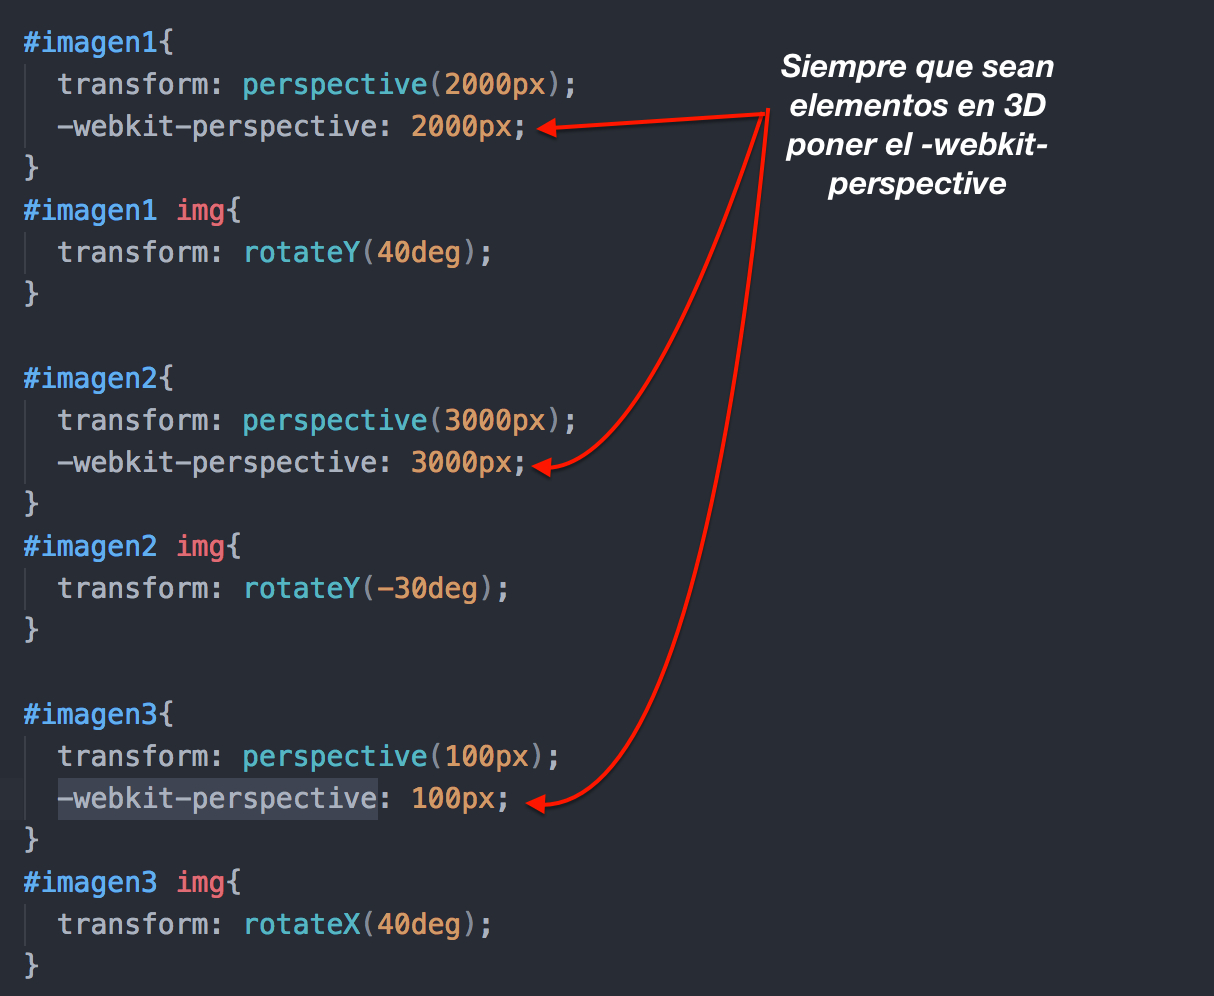 #imagen1{
transform: perspective(2000px);
-webkit-perspective: 2000px;
}
#imagen1 img{
transform: rotateY(40deg);
}
#imagen2{
transform: perspective(3000px);
-webkit-perspective: 3000px;
}
#imagen2 img{
transform: rotateY(-30deg);
}
#imagen3{
transform: perspective(100px);
-webkit-perspective: 100px;
}
#imagen3 img{
transform: rotateX(40deg);
}
Siempre que sean
elementos en 3D
poner el -webkit-
perspective